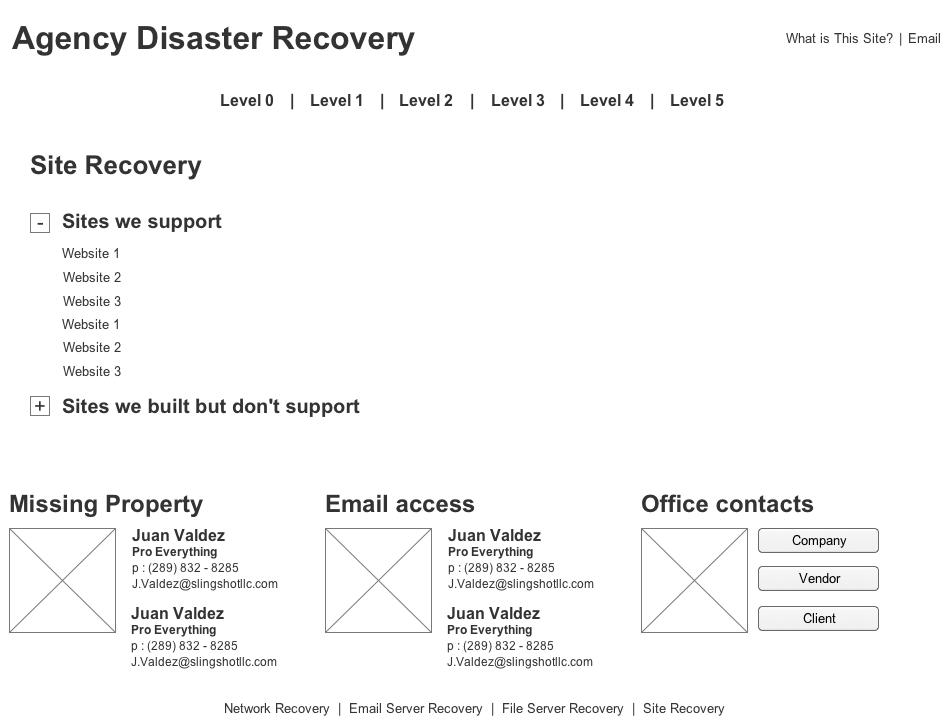 Agency Disaster Recovery
What is This Site? | Email
Level 0 | Level 1 | Level 2 | Level 3 | Level 4 | Level 5
Site Recovery
- Sites we support
Website 1
Website 2
Website 3
Website 1
Website 2
Website 3
+ Sites we built but don't support
Missing Property
Juan Valdez
Pro Everything
p : (289) 832 - 8285
J.Valdez@slingshotllc.com
Juan Valdez
Pro Everything
p : (289) 832 - 8285
J.Valdez@slingshotllc.com
Email access
Juan Valdez
Pro Everything
p : (289) 832 - 8285
J.Valdez@slingshotllc.com
Juan Valdez
Pro Everything
p : (289) 832 - 8285
J.Valdez@slingshotllc.com
Office contacts
Company
Vendor
Client
Network Recovery | Email Server Recovery | File Server Recovery | Site Recovery